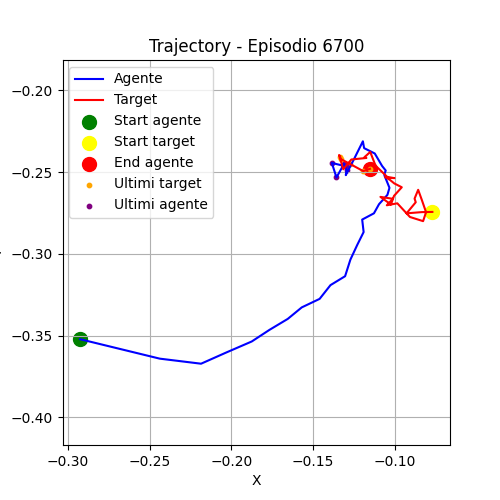 Trajectory - Episodio 6700
Agente
Target
Start agente
Start target
End agente
Ultimi target
Ultimi agente
−0.20
−0.25
−0.30
−0.35
−0.40
−0.30
−0.25
−0.20
−0.15
−0.10
X